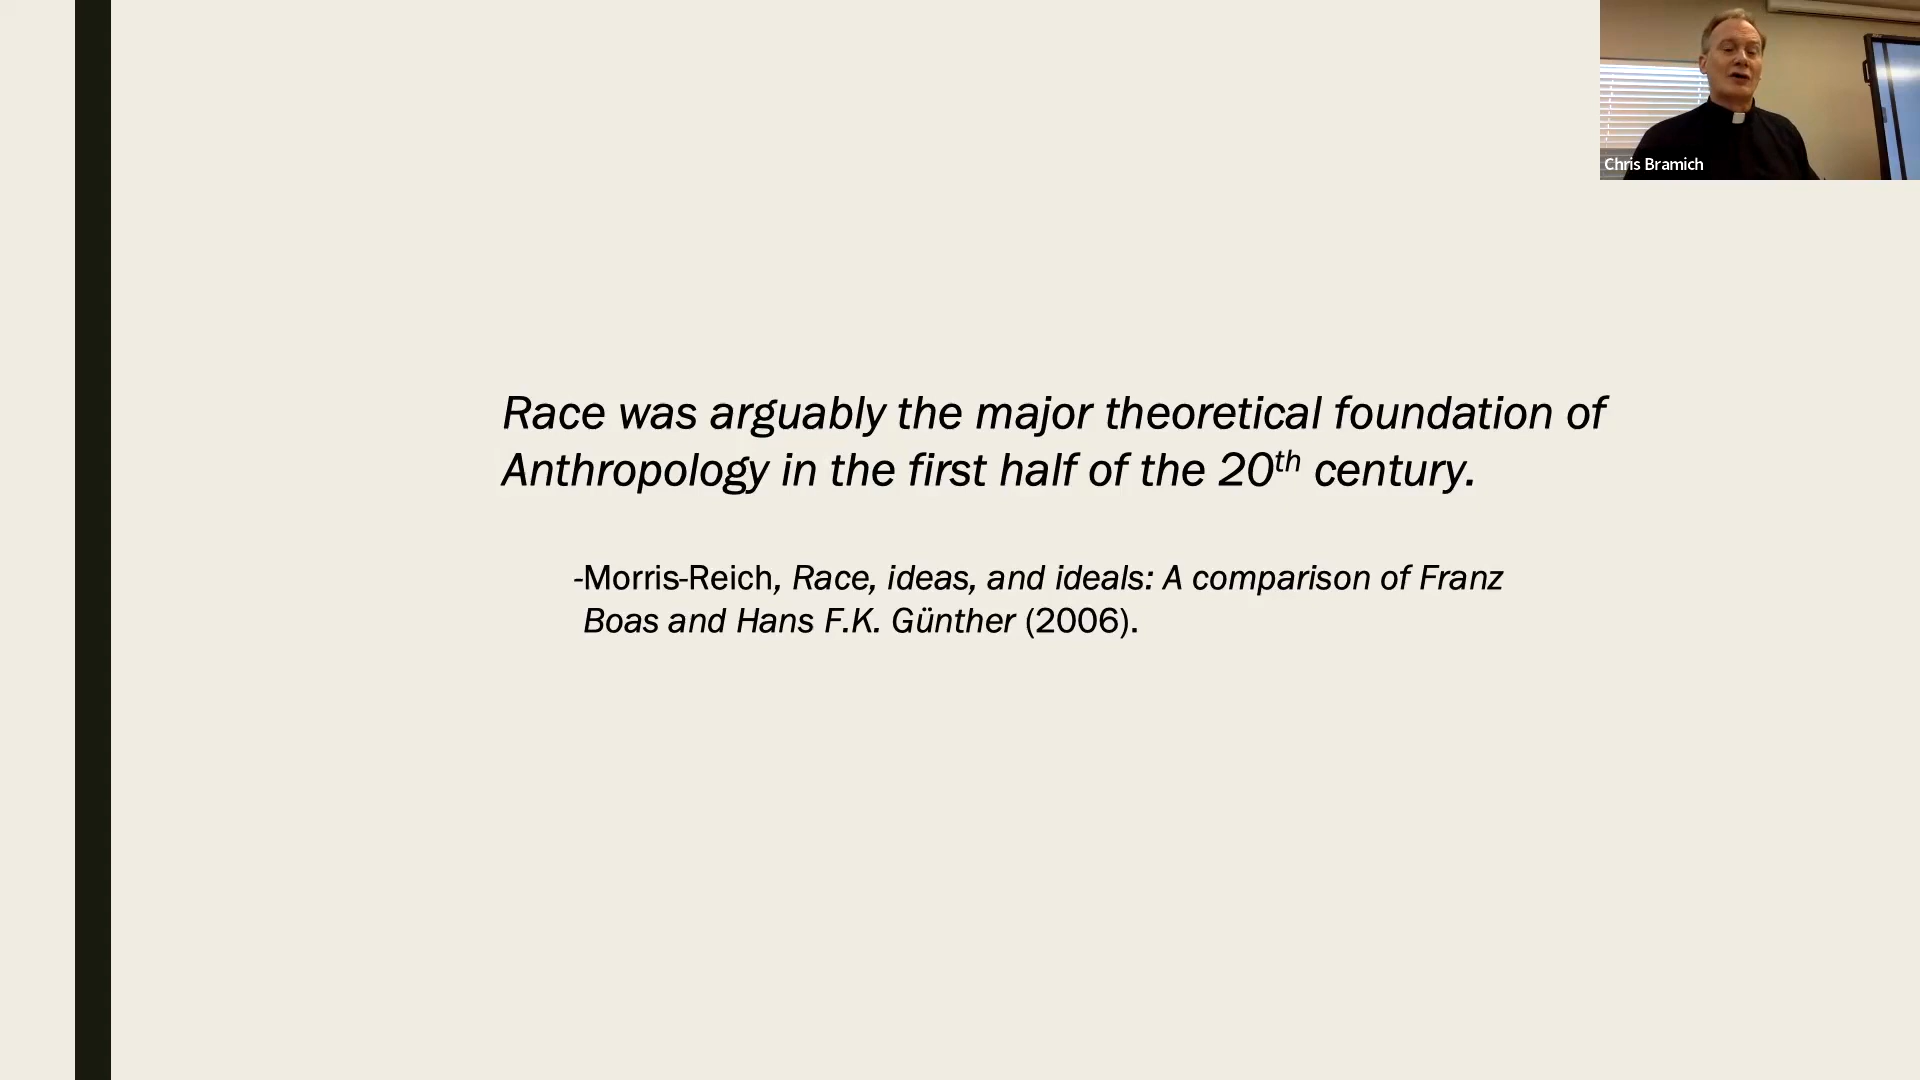 Chris Bramich
Race was arguably the major theoretical foundation of
Anthropology in the first half of the 20th century.
-Morris-Reich, Race, ideas, and ideals: A comparison of Franz
Boas and Hans F.K. Günther (2006).